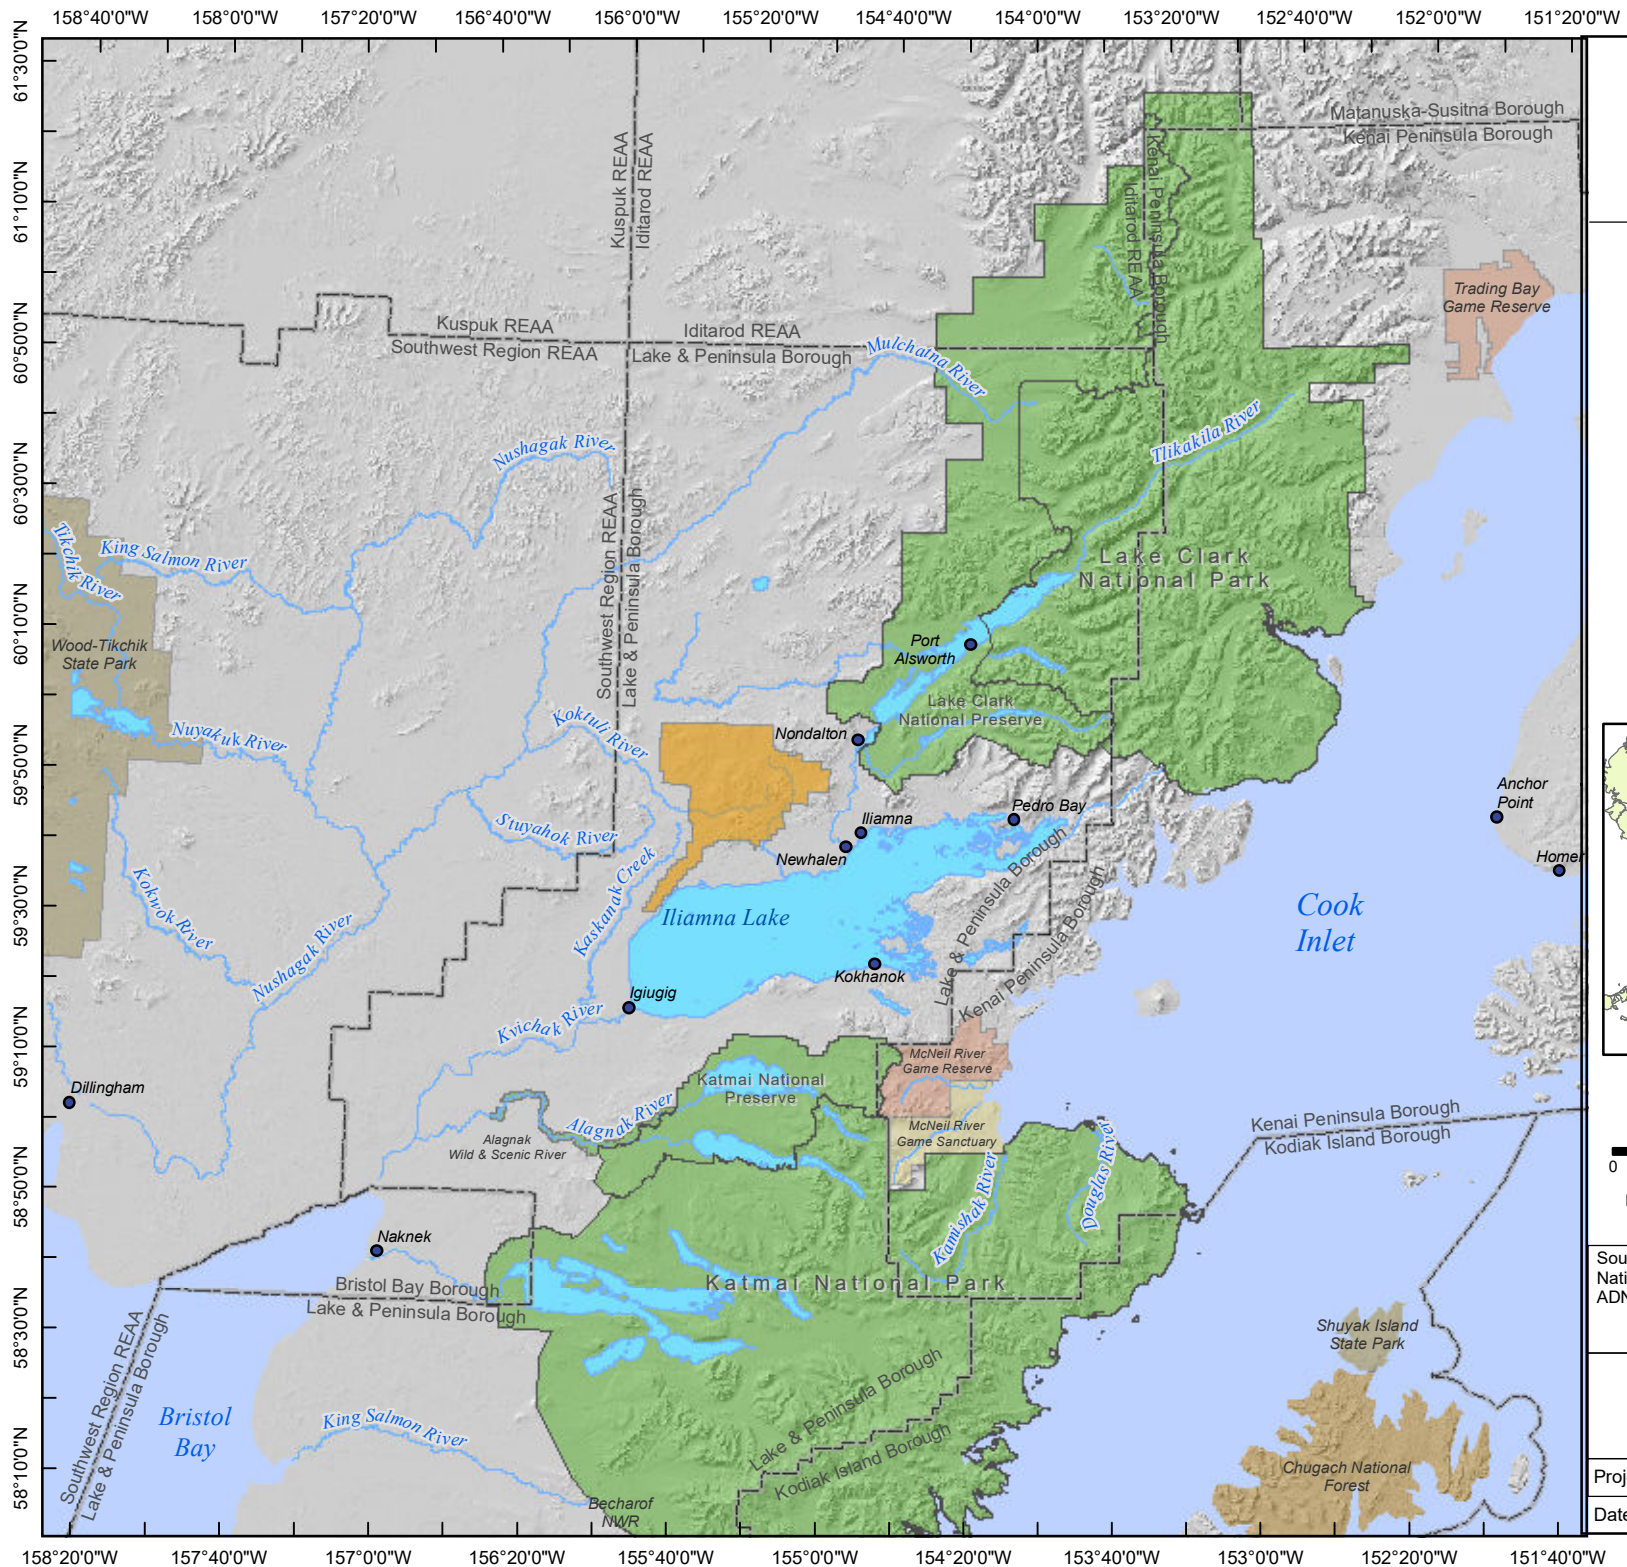 158°40'0"W 158°0'0"W 157°20'0"W 156°40'0"W 156°0'0"W 155°20'0"W 154°40'0"W 154°0'0"W 153°20'0"W 152°40'0"W 152°0'0"W 151°20'0"W
61°30'0"N
61°10'0"N
60°50'0"N
60°30'0"N
60°10'0"N
59°50'0"N
59°30'0"N
59°10'0"N
58°50'0"N
58°30'0"N
58°10'0"N
Matanuska-Susitna Borough
Kenai Peninsula Borough
Kuspuk REAA
Iditarod REAA
Kenai Peninsula Borough
Iditarod REAA
Trading Bay
Game Reserve
Kuspuk REAA
Southwest Region REAA
Iditarod REAA
Lake & Peninsula Borough
Mulchatna River
Tlikakila River
Nushagak River
Southwest Region REAA
Lake & Peninsula Borough
Tikchik River
King Salmon River
Lake Clark
National Park
Wood-Tikchik
State Park
Port
Alsworth
Lake Clark
National Preserve
Nuyakuk River
Koktuli River
Nondalton
Stuyahok River
Iliamna
Pedro Bay
Newhalen
Anchor
Point
Homer
Kokwok River
Nushagak River
Kaskanak Creek
Iliamna Lake
Lake & Peninsula Borough
Kenai Peninsula Borough
Cook
Inlet
Kokhanok
Igiugig
Kvichak River
McNeil River
Game Reserve
Dillingham
Katmai National
Preserve
Alagnak River
Alagnak
Wild & Scenic River
McNeil River
Game Sanctuary
Kenai Peninsula Borough
Kodiak Island Borough
Kamishak River
Douglas River
Naknek
Bristol Bay Borough
Lake & Peninsula Borough
Katmai National Park
Southwest Region REAA
Lake & Peninsula Borough
Bristol
Bay
King Salmon River
Lake & Peninsula Borough
Kodiak Island Borough
Becharof
NWR
Shuyak Island
State Park
Chugach National
Forest
0
Sou
Nati
ADN
Proj
Date
158°20'0"W 157°40'0"W 157°0'0"W 156°20'0"W 155°40'0"W 155°0'0"W 154°20'0"W 153°40'0"W 153°0'0"W 152°20'0"W 151°40'0"W